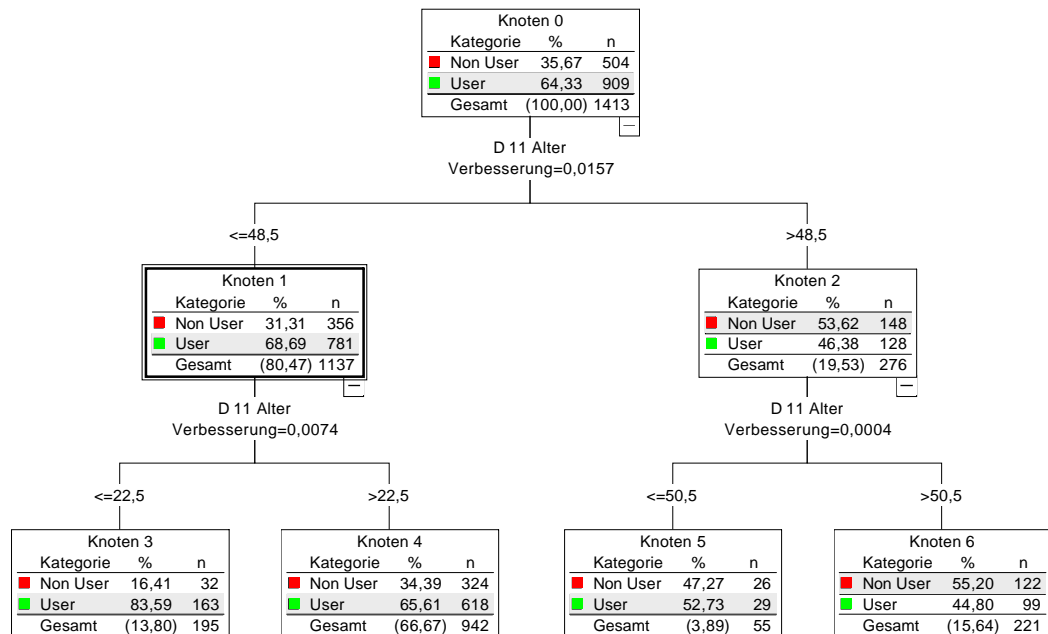 Knoten 0
Kategorie % n
Non User 35,67 504
User 64,33 909
Gesamt (100,00) 1413
D 11 Alter
Verbesserung=0,0157
<=48,5
>48,5
Knoten 1
Kategorie % n
Non User 31,31 356
User 68,69 781
Gesamt (80,47) 1137
Knoten 2
Kategorie % n
Non User 53,62 148
User 46,38 128
Gesamt (19,53) 276
D 11 Alter
Verbesserung=0,0074
D 11 Alter
Verbesserung=0,0004
<=22,5
>22,5
<=50,5
>50,5
Knoten 3
Kategorie % n
Non User 16,41 32
User 83,59 163
Gesamt (13,80) 195
Knoten 4
Kategorie % n
Non User 34,39 324
User 65,61 618
Gesamt (66,67) 942
Knoten 5
Kategorie % n
Non User 47,27 26
User 52,73 29
Gesamt (3,89) 55
Knoten 6
Kategorie % n
Non User 55,20 122
User 44,80 99
Gesamt (15,64) 221